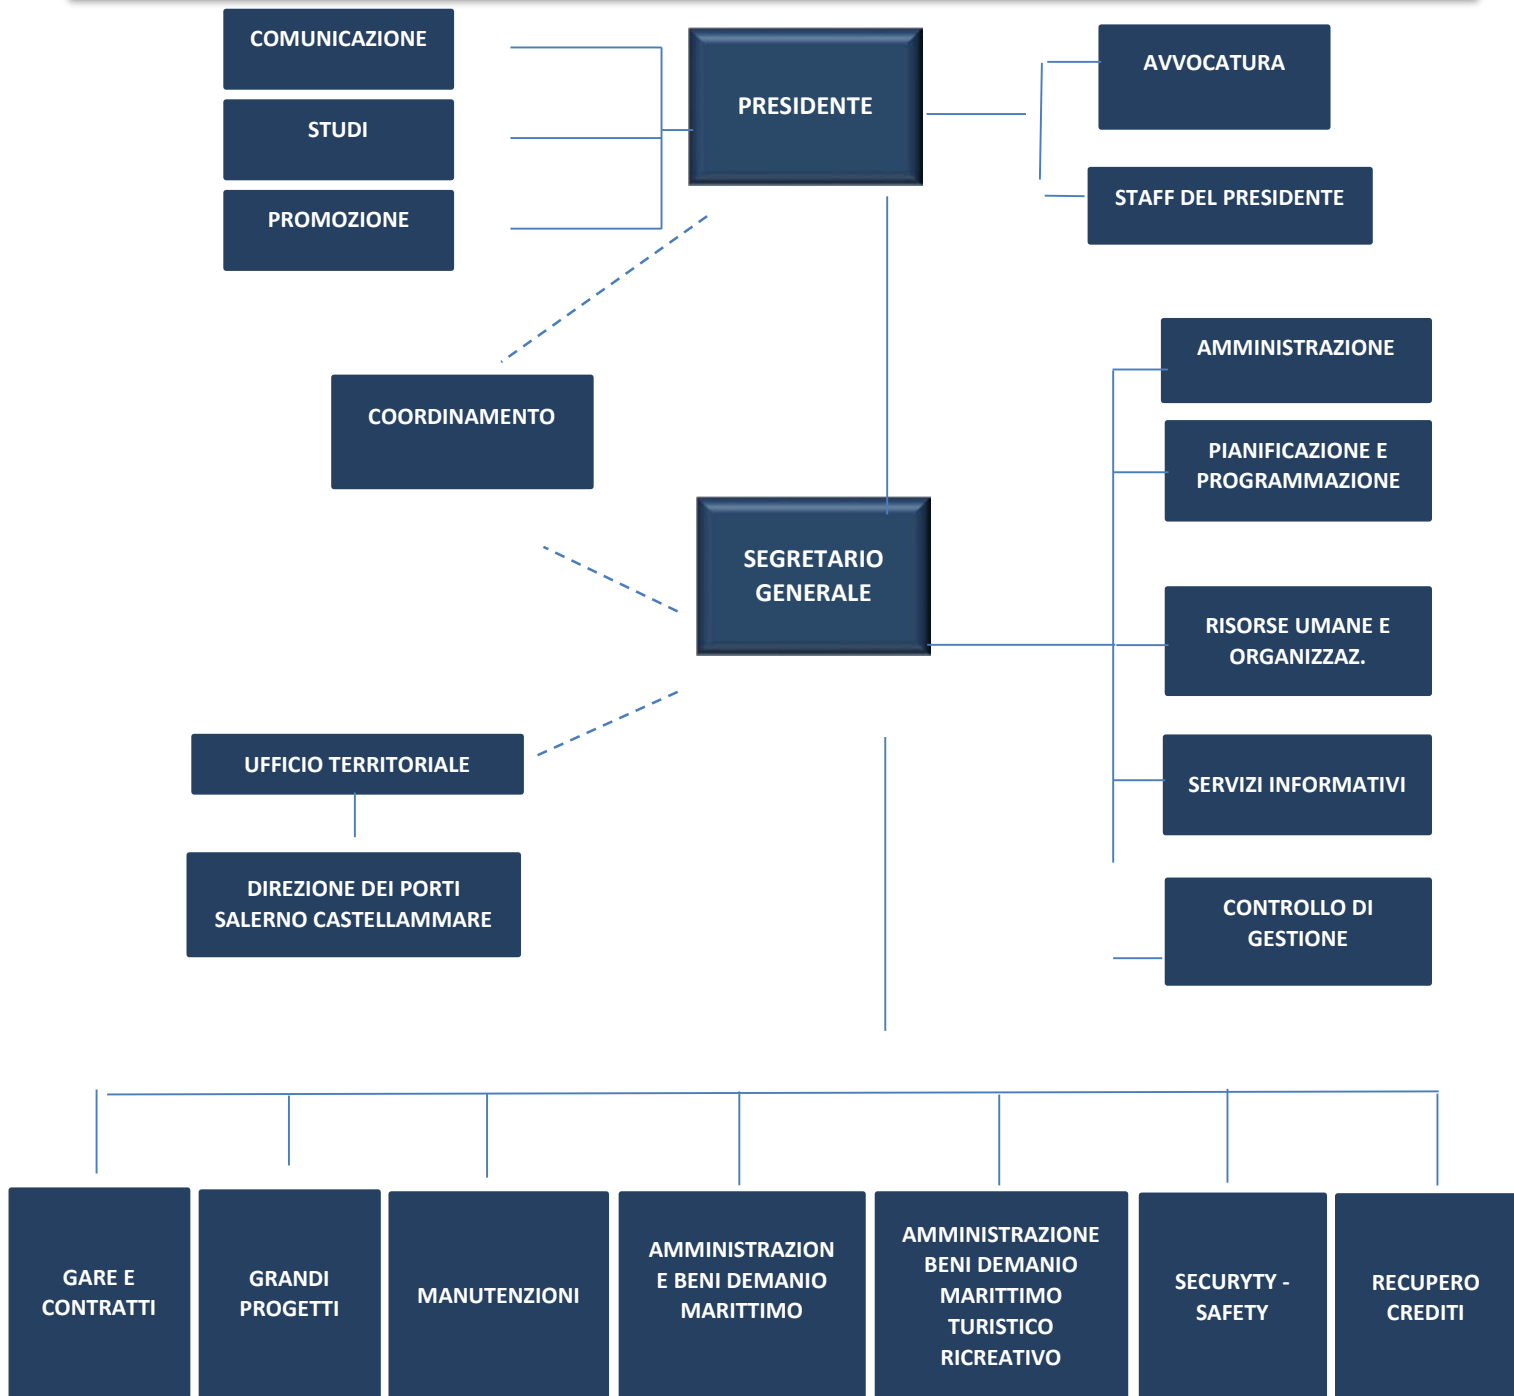 COMUNICAZIONE
STUDI
PROMOZIONE
PRESIDENTE
AVVOCATURA
STAFF DEL PRESIDENTE
COORDINAMENTO
SEGRETARIO
GENERALE
AMMINISTRAZIONE
PIANIFICAZIONE E
PROGRAMMAZIONE
RISORSE UMANE E
ORGANIZZAZ.
SERVIZI INFORMATIVI
CONTROLLO DI
GESTIONE
UFFICIO TERRITORIALE
DIREZIONE DEI PORTI
SALERNO CASTELLAMMARE
GARE E
CONTRATTI
GRANDI
PROGETTI
MANUTENZIONI
AMMINISTRAZION
E BENI DEMANIO
MARITTIMO
AMMINISTRAZIONE
BENI DEMANIO
MARITTIMO
TURISTICO
RICREATIVO
SECURYTY -
SAFETY
RECUPERO
CREDITI